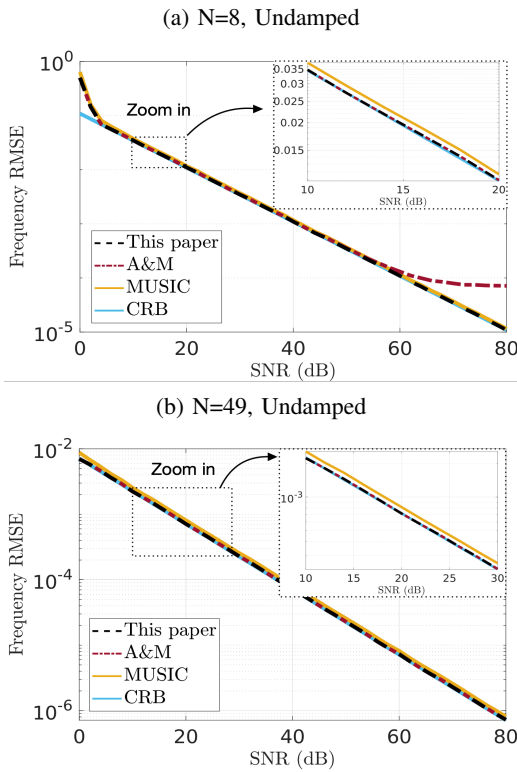 (a) N=8, Undamped
10^0
10^-5
Frequency RMSE
0 20 40 60 80
SNR (dB)
Zoom in
This paper
A&M
MUSIC
CRB
0.035
0.03
0.025
0.02
0.015
10 15 20
SNR (dB)
(b) N=49, Undamped
10^-2
10^-4
10^-6
Frequency RMSE
0 20 40 60 80
SNR (dB)
Zoom in
This paper
A&M
MUSIC
CRB
10^-3
10 15 20 25 30
SNR (dB)